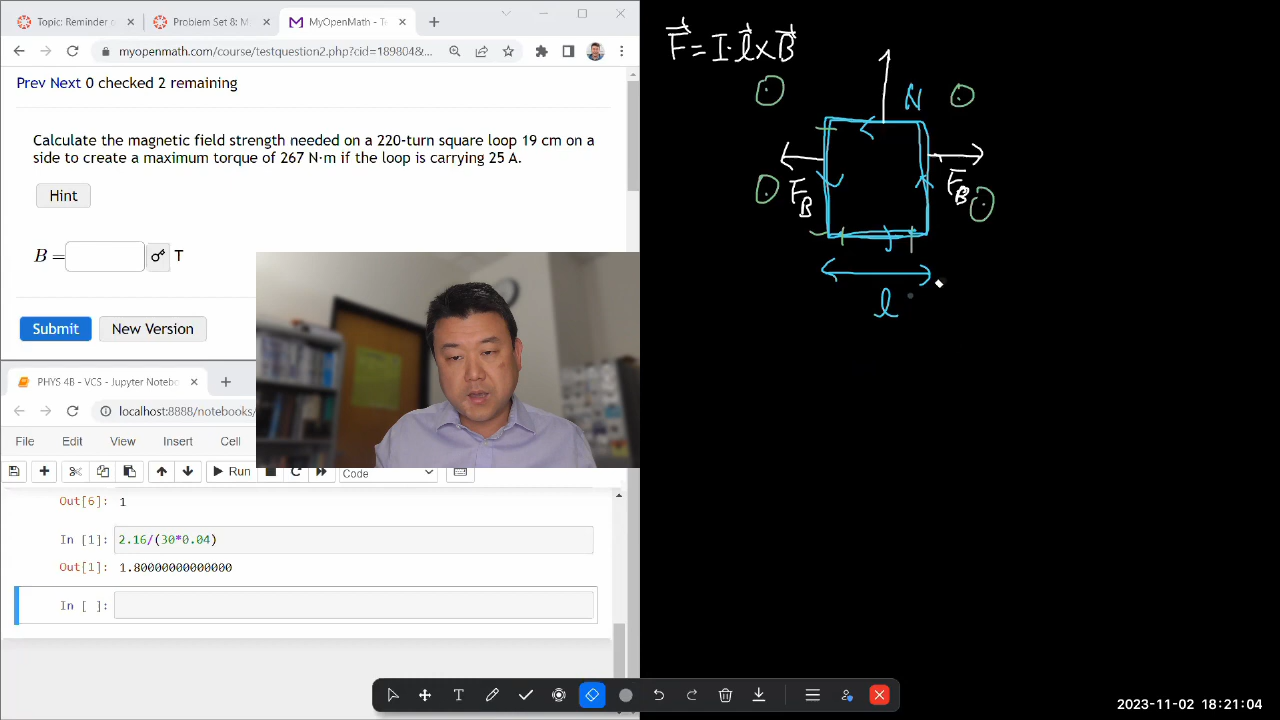 Topic: Reminder o
Problem Set 8: M
MyOpenMath - Te
myopenmath.com/course/testquestion2.php?cid=189804&...
Prev Next 0 checked 2 remaining
Calculate the magnetic field strength needed on a 220-turn square loop 19 cm on a
side to create a maximum torque of 267 N·m if the loop is carrying 25 A.
Hint
B =
T
Submit
New Version
PHYS 4B - VCS - Jupyter Noteb
localhost:8888/notebooks/
File Edit View Insert Cell
Run
Code
Out[6]: 1
In [1]: 2.16/(30*0.04)
Out[1]: 1.80000000000000
In [ ]:
F⃗ = I·l⃗ × B⃗
N
F_B
F_B
l
T
2023-11-02 18:21:04